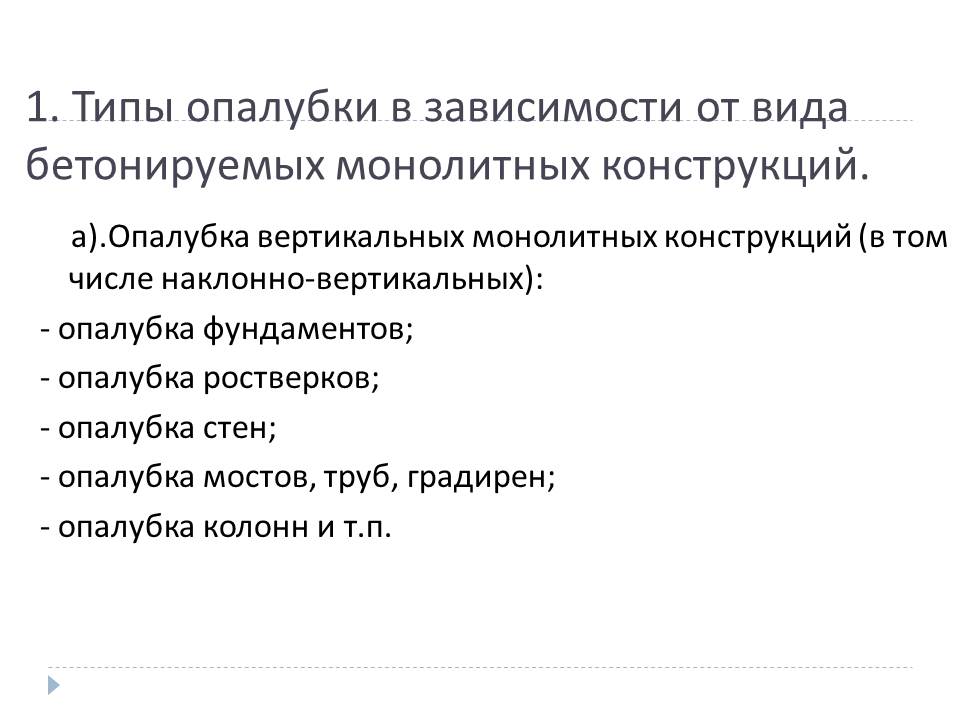 1. Типы опалубки в зависимости от вида
бетонируемых монолитных конструкций.
а).Опалубка вертикальных монолитных конструкций (в том
числе наклонно-вертикальных):
- опалубка фундаментов;
- опалубка ростверков;
- опалубка стен;
- опалубка мостов, труб, градирен;
- опалубка колонн и т.п.